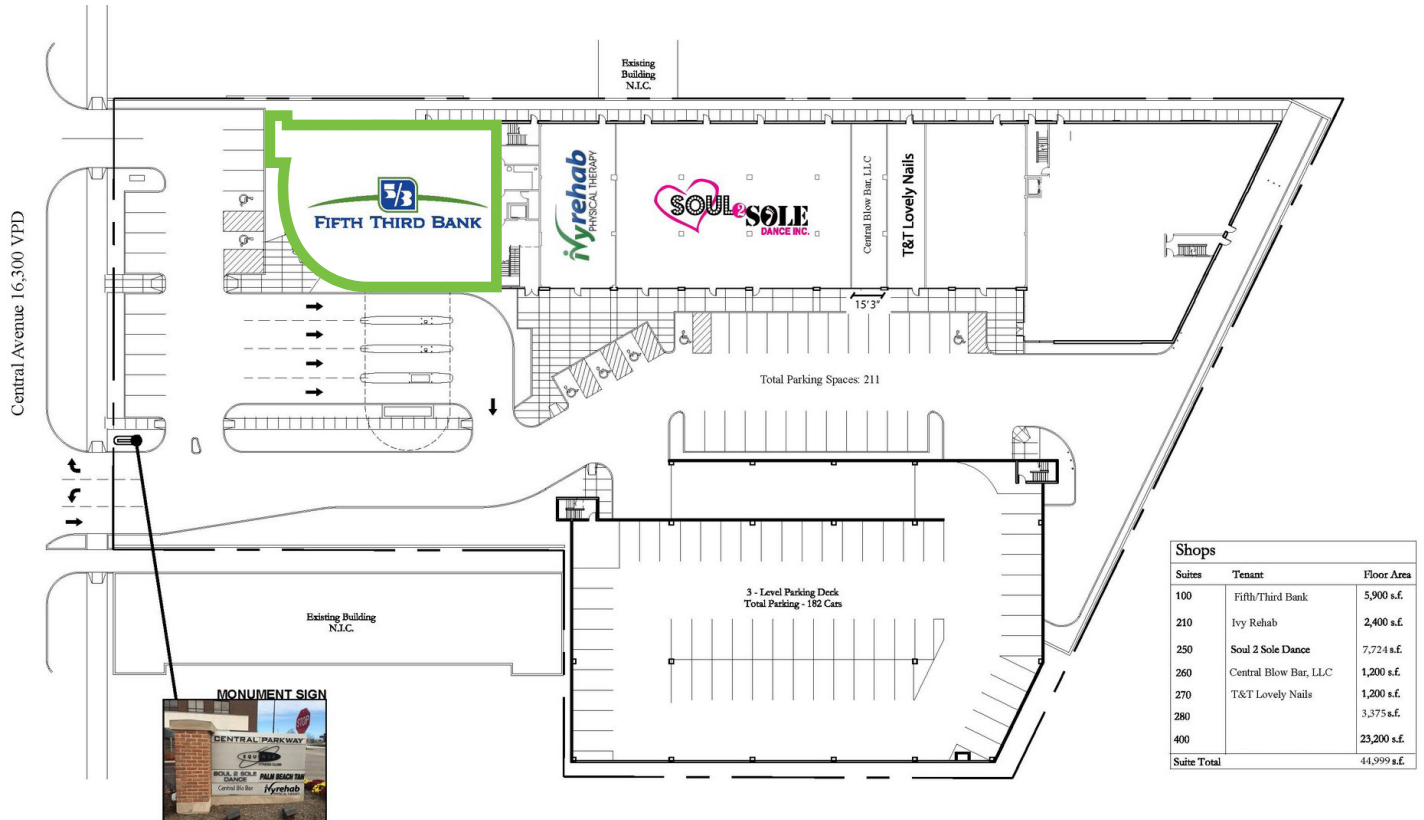 Existing
Building
N.I.C.
Central Avenue 16,300 VPD
5/3
FIFTH THIRD BANK
ivyrehab
PHYSICAL THERAPY
SOUL 2 SOLE
DANCE INC.
Central Blow Bar, LLC
T&T Lovely Nails
15'3"
Total Parking Spaces: 211
3 - Level Parking Deck
Total Parking - 182 Cars
Existing Building
N.I.C.
MONUMENT SIGN
STOP
CENTRAL PARKWAY
SOUL 2 SOLE
DANCE
PALM BEACH TAN
Central Blo Bar
ivyrehab
Shops
Suites Tenant Floor Area
100 Fifth/Third Bank 5,900 s.f.
210 Ivy Rehab 2,400 s.f.
250 Soul 2 Sole Dance 7,724 s.f.
260 Central Blow Bar, LLC 1,200 s.f.
270 T&T Lovely Nails 1,200 s.f.
280 3,375 s.f.
400 23,200 s.f.
Suite Total 44,999 s.f.